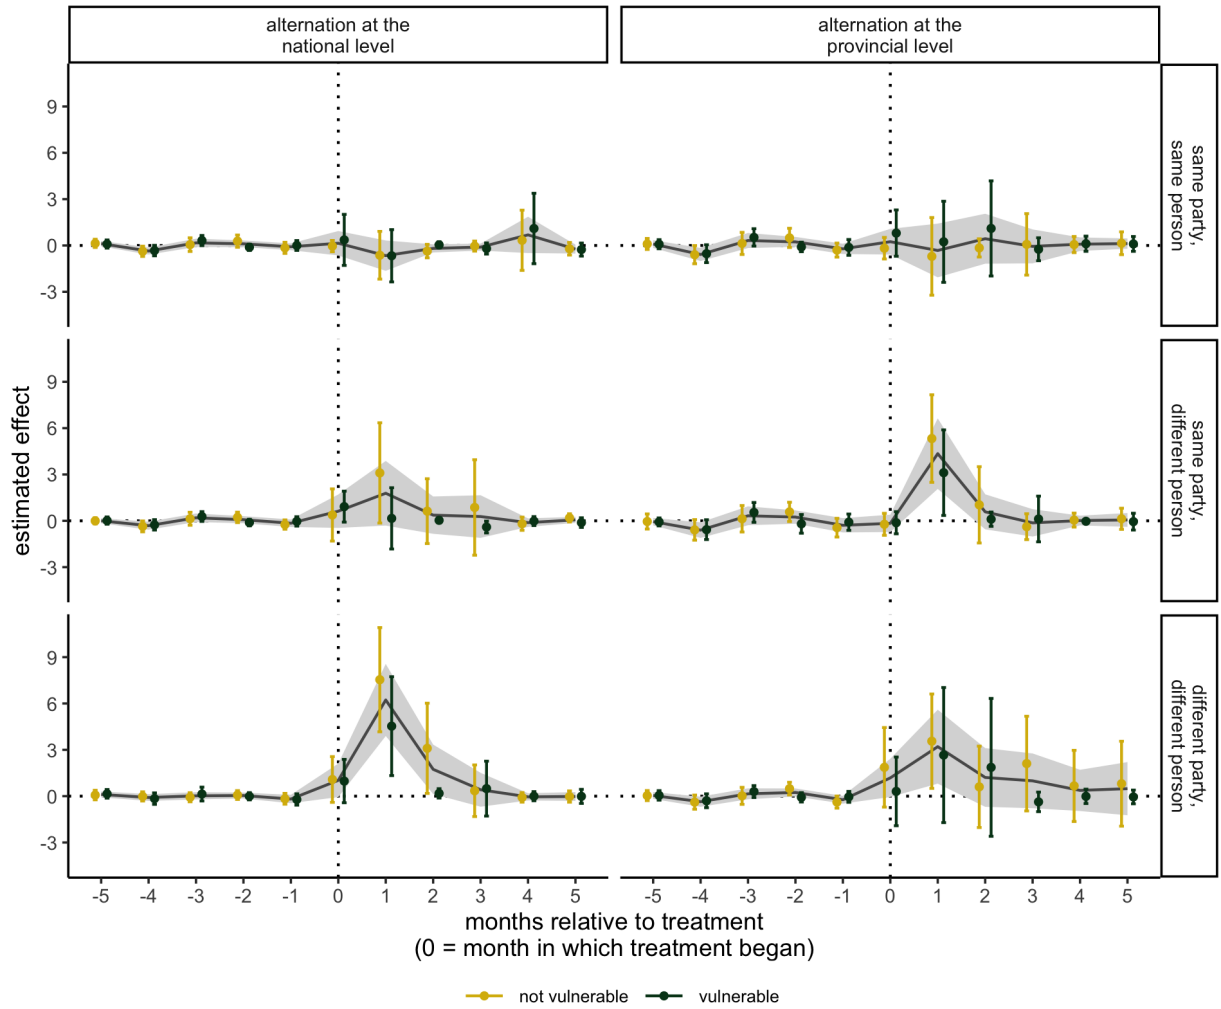 alternation at the
national level
alternation at the
provincial level
estimated effect
9
6
3
0
-3
same party,
same person
9
6
3
0
-3
same party,
different person
9
6
3
0
-3
different party,
different person
-5 -4 -3 -2 -1 0 1 2 3 4 5
-5 -4 -3 -2 -1 0 1 2 3 4 5
months relative to treatment
(0 = month in which treatment began)
not vulnerable vulnerable